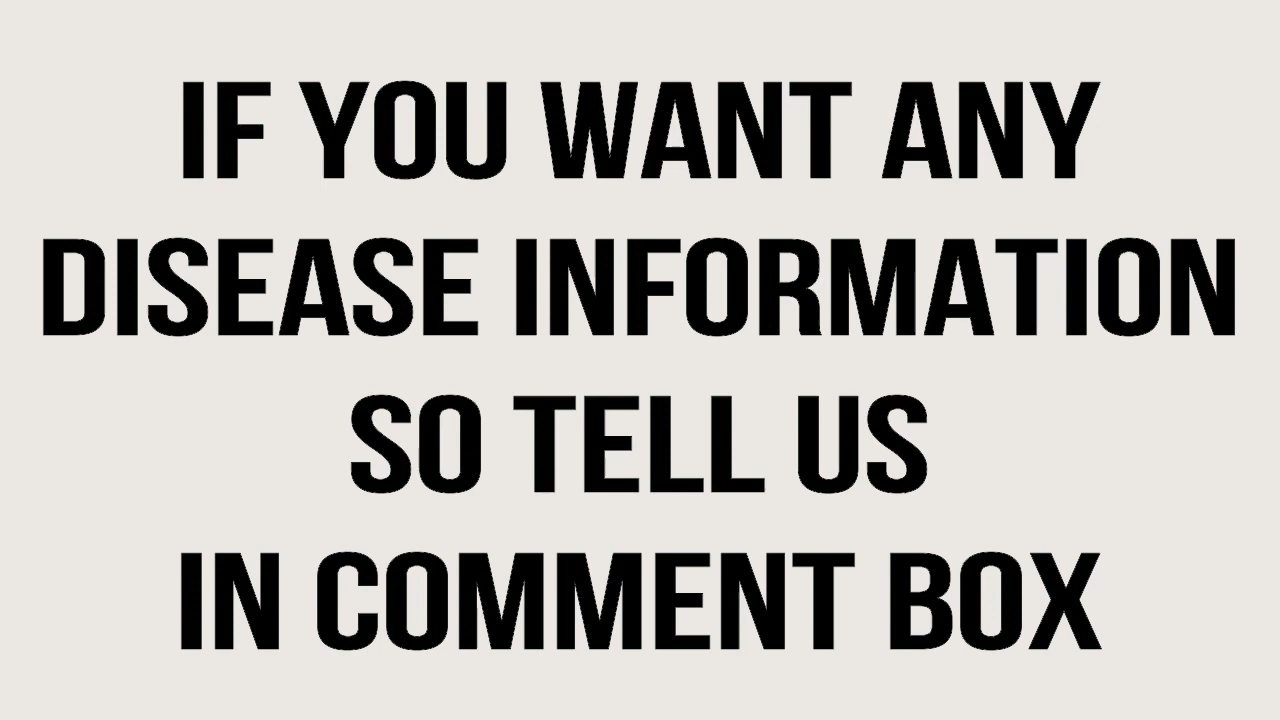 IF YOU WANT ANY
DISEASE INFORMATION
SO TELL US
IN COMMENT BOX